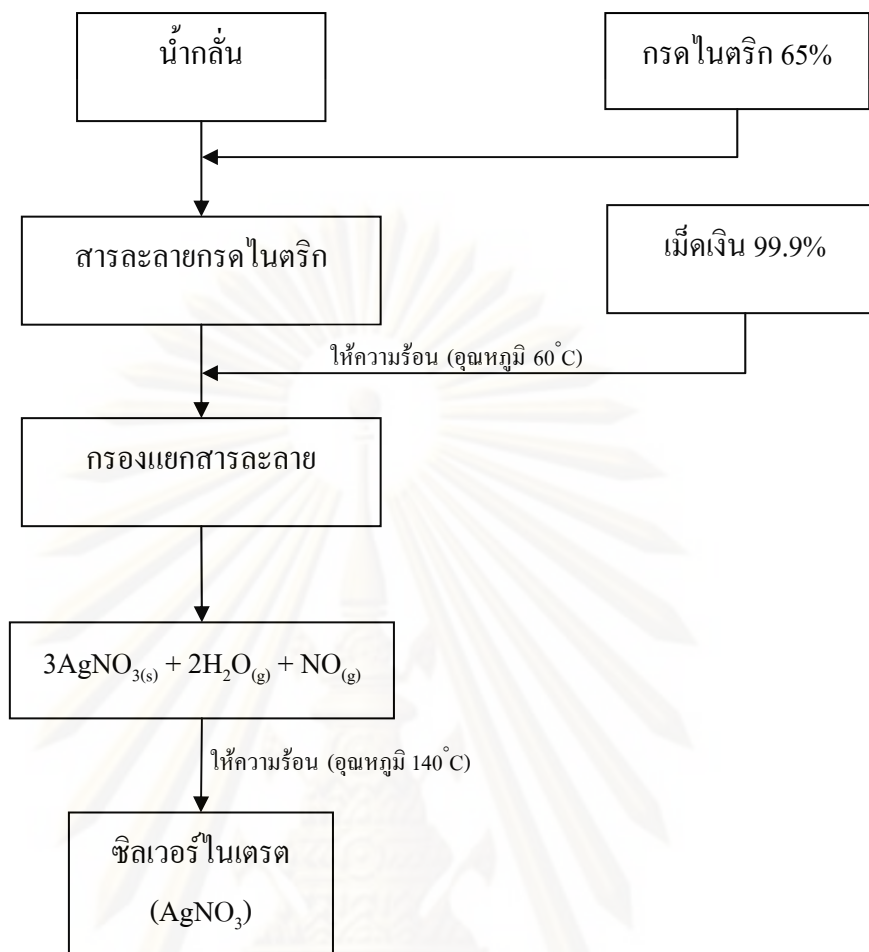 น้ำกลั่น
กรดไนตริก 65%
สารละลายกรดไนตริก
เม็ดเงิน 99.9%
ให้ความร้อน (อุณหภูมิ 60°C)
กรองแยกสารละลาย
3AgNO₃₍s₎ + 2H₂O₍g₎ + NO₍g₎
ให้ความร้อน (อุณหภูมิ 140°C)
ซิลเวอร์ไนเตรต
(AgNO₃)